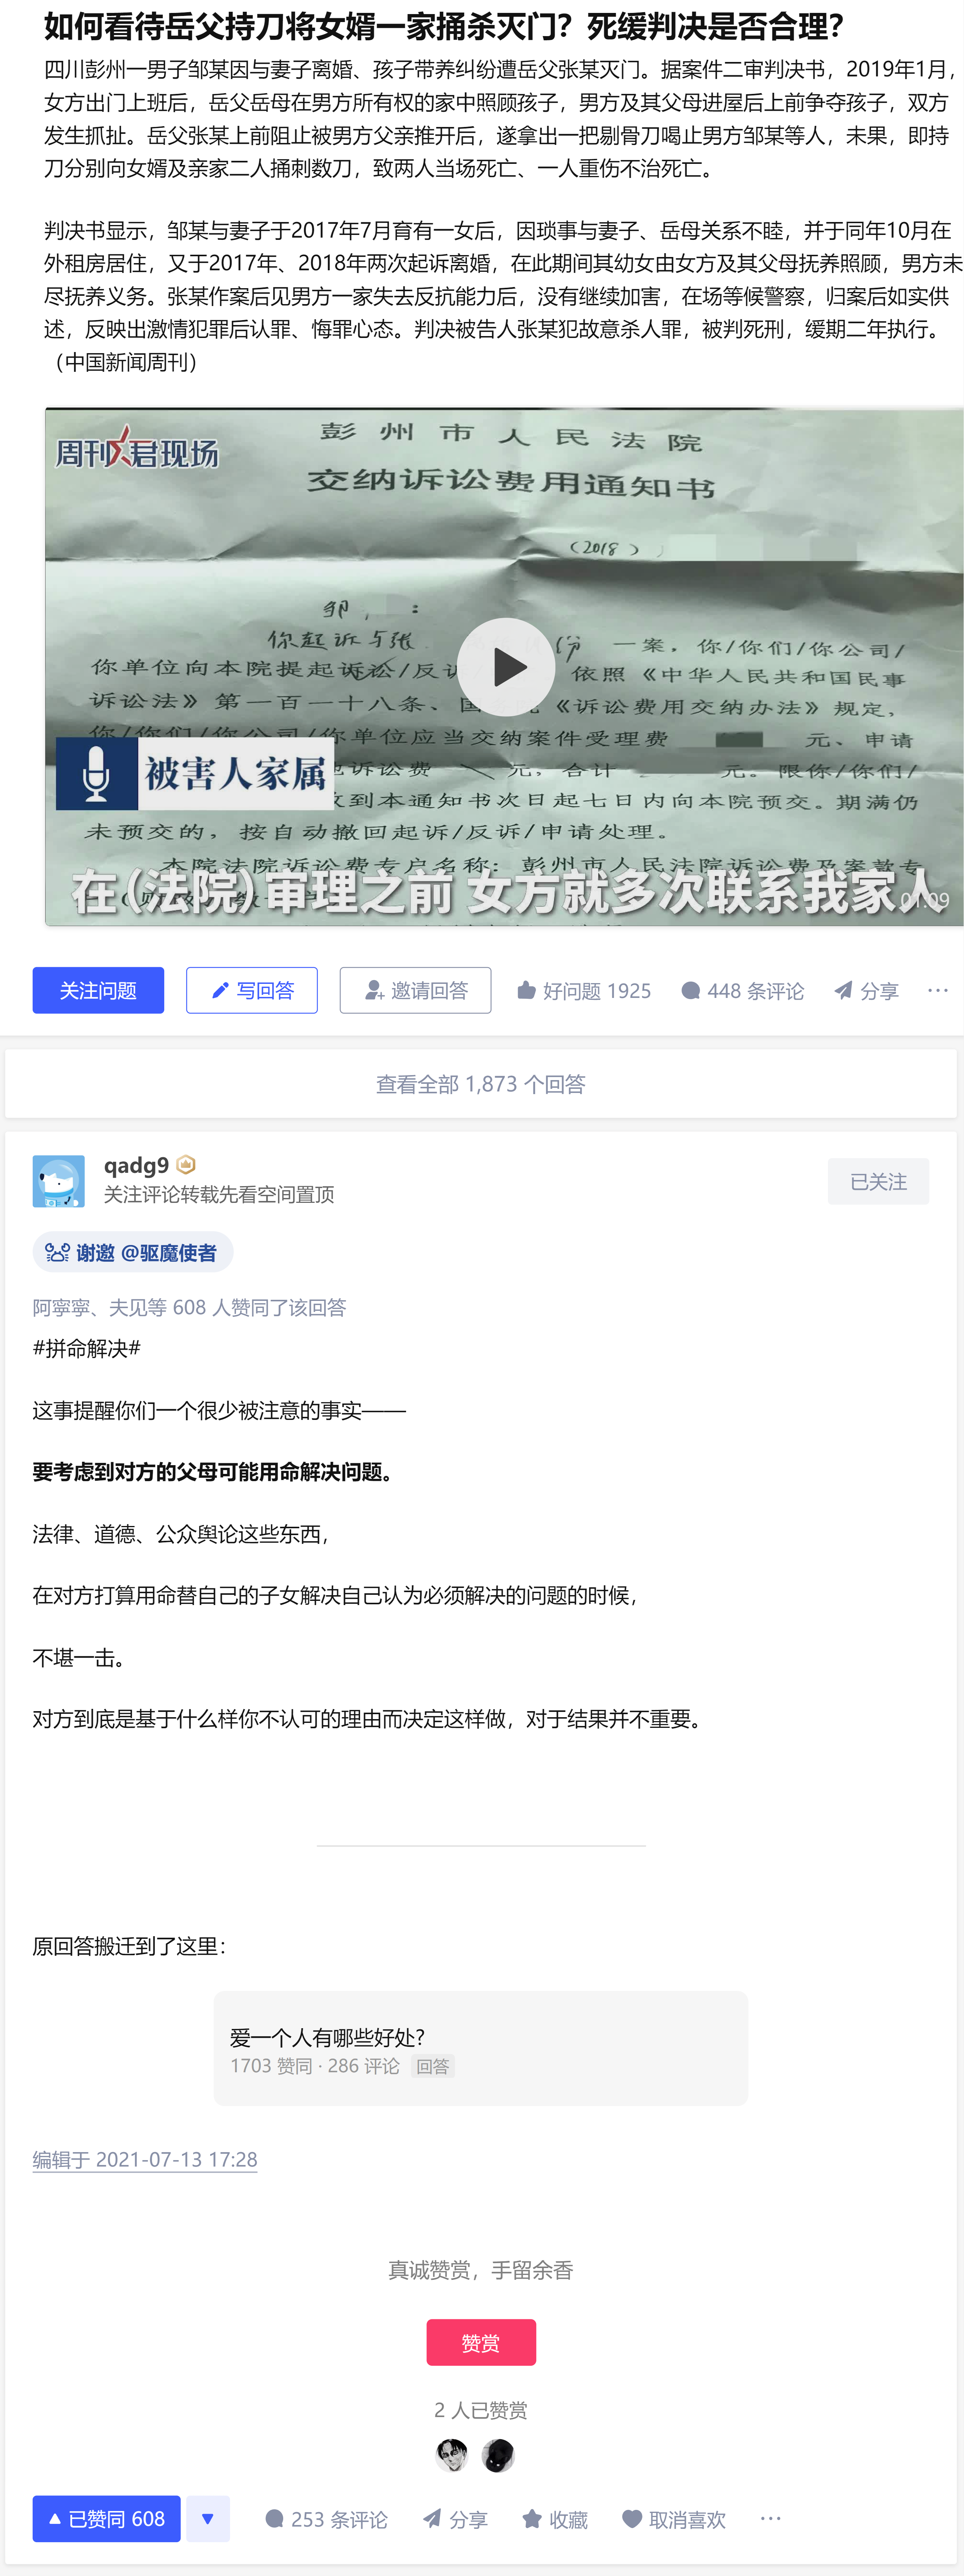 如何看待岳父持刀将女婿一家捅杀灭门？死缓判决是否合理？
四川彭州一男子邹某因与妻子离婚、孩子带养纠纷遭岳父张某灭门。据案件二审判决书，2019年1月，
女方出门上班后，岳父岳母在男方所有权的家中照顾孩子，男方及其父母进屋后上前争夺孩子，双方
发生抓扯。岳父张某上前阻止被男方父亲推开后，遂拿出一把剔骨刀喝止男方邹某等人，未果，即持
刀分别向女婿及亲家二人捅刺数刀，致两人当场死亡、一人重伤不治死亡。
判决书显示，邹某与妻子于2017年7月育有一女后，因琐事与妻子、岳母关系不睦，并于同年10月在
外租房居住，又于2017年、2018年两次起诉离婚，在此期间其幼女由女方及其父母抚养照顾，男方未
尽抚养义务。张某作案后见男方一家失去反抗能力后，没有继续加害，在场等候警察，归案后如实供
述，反映出激情犯罪后认罪、悔罪心态。判决被告人张某犯故意杀人罪，被判死刑，缓期二年执行。
（中国新闻周刊）
周刊君现场
彭州市人民法院
交纳诉讼费用通知书
（2018）
邹 ：
你起诉与张 一案，你/你们/你公司/
你单位向本院提起诉讼/反诉 依照《中华人民共和国民事
诉讼法》第一百一十八条、国 《诉讼费用交纳办法》规定，
你/你们/你公司/你单位应当交纳案件受理费 元、申请
诉讼费 元，合计 元。限你/你们/
收到本通知书次日起七日内向本院预交。期满仍
未预交的，按自动撤回起诉/反诉/申请处理。
本院法院诉讼费专户名称：彭州市人民法院诉讼费及案款专
被害人家属
在（法院）审理之前 女方就多次联系我家人
01:09
关注问题 写回答 邀请回答 好问题 1925 448 条评论 分享 ···
查看全部 1,873 个回答
qadg9
关注评论转载先看空间置顶
已关注
谢邀 @驱魔使者
阿寧寧、夫见等 608 人赞同了该回答
#拼命解决#
这事提醒你们一个很少被注意的事实——
要考虑到对方的父母可能用命解决问题。
法律、道德、公众舆论这些东西，
在对方打算用命替自己的子女解决自己认为必须解决的问题的时候，
不堪一击。
对方到底是基于什么样你不认可的理由而决定这样做，对于结果并不重要。
原回答搬迁到了这里：
爱一个人有哪些好处?
1703 赞同 · 286 评论 回答
编辑于 2021-07-13 17:28
真诚赞赏，手留余香
赞赏
2 人已赞赏
已赞同 608 253 条评论 分享 收藏 取消喜欢 ···